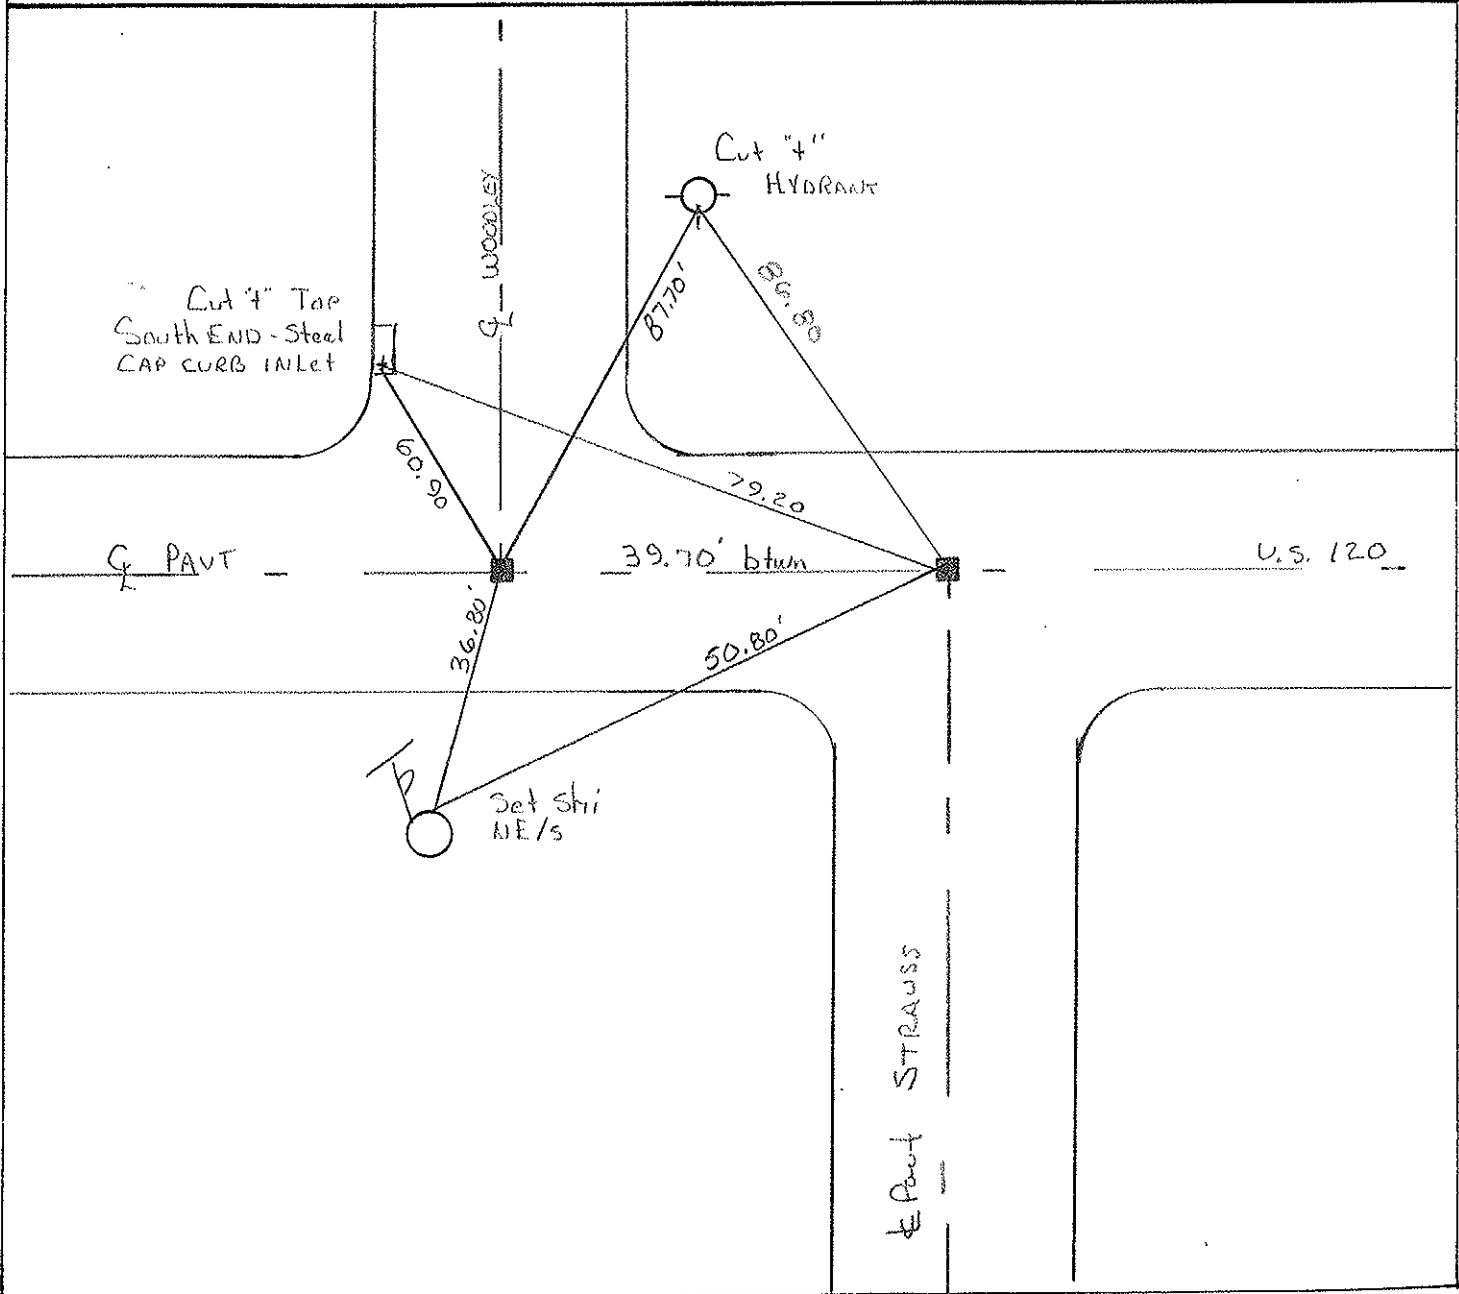 Cut "+"
HYDRANT
℄ WOODLEY
Cut "+" Top
South END - Steel
CAP CURB INLet
87.70'
86.80
60.90
79.20
℄ PAVT
39.70' btwn
U.S. 120
36.80'
50.80'
Set
NE/s
℄ Pavt STRAUSS